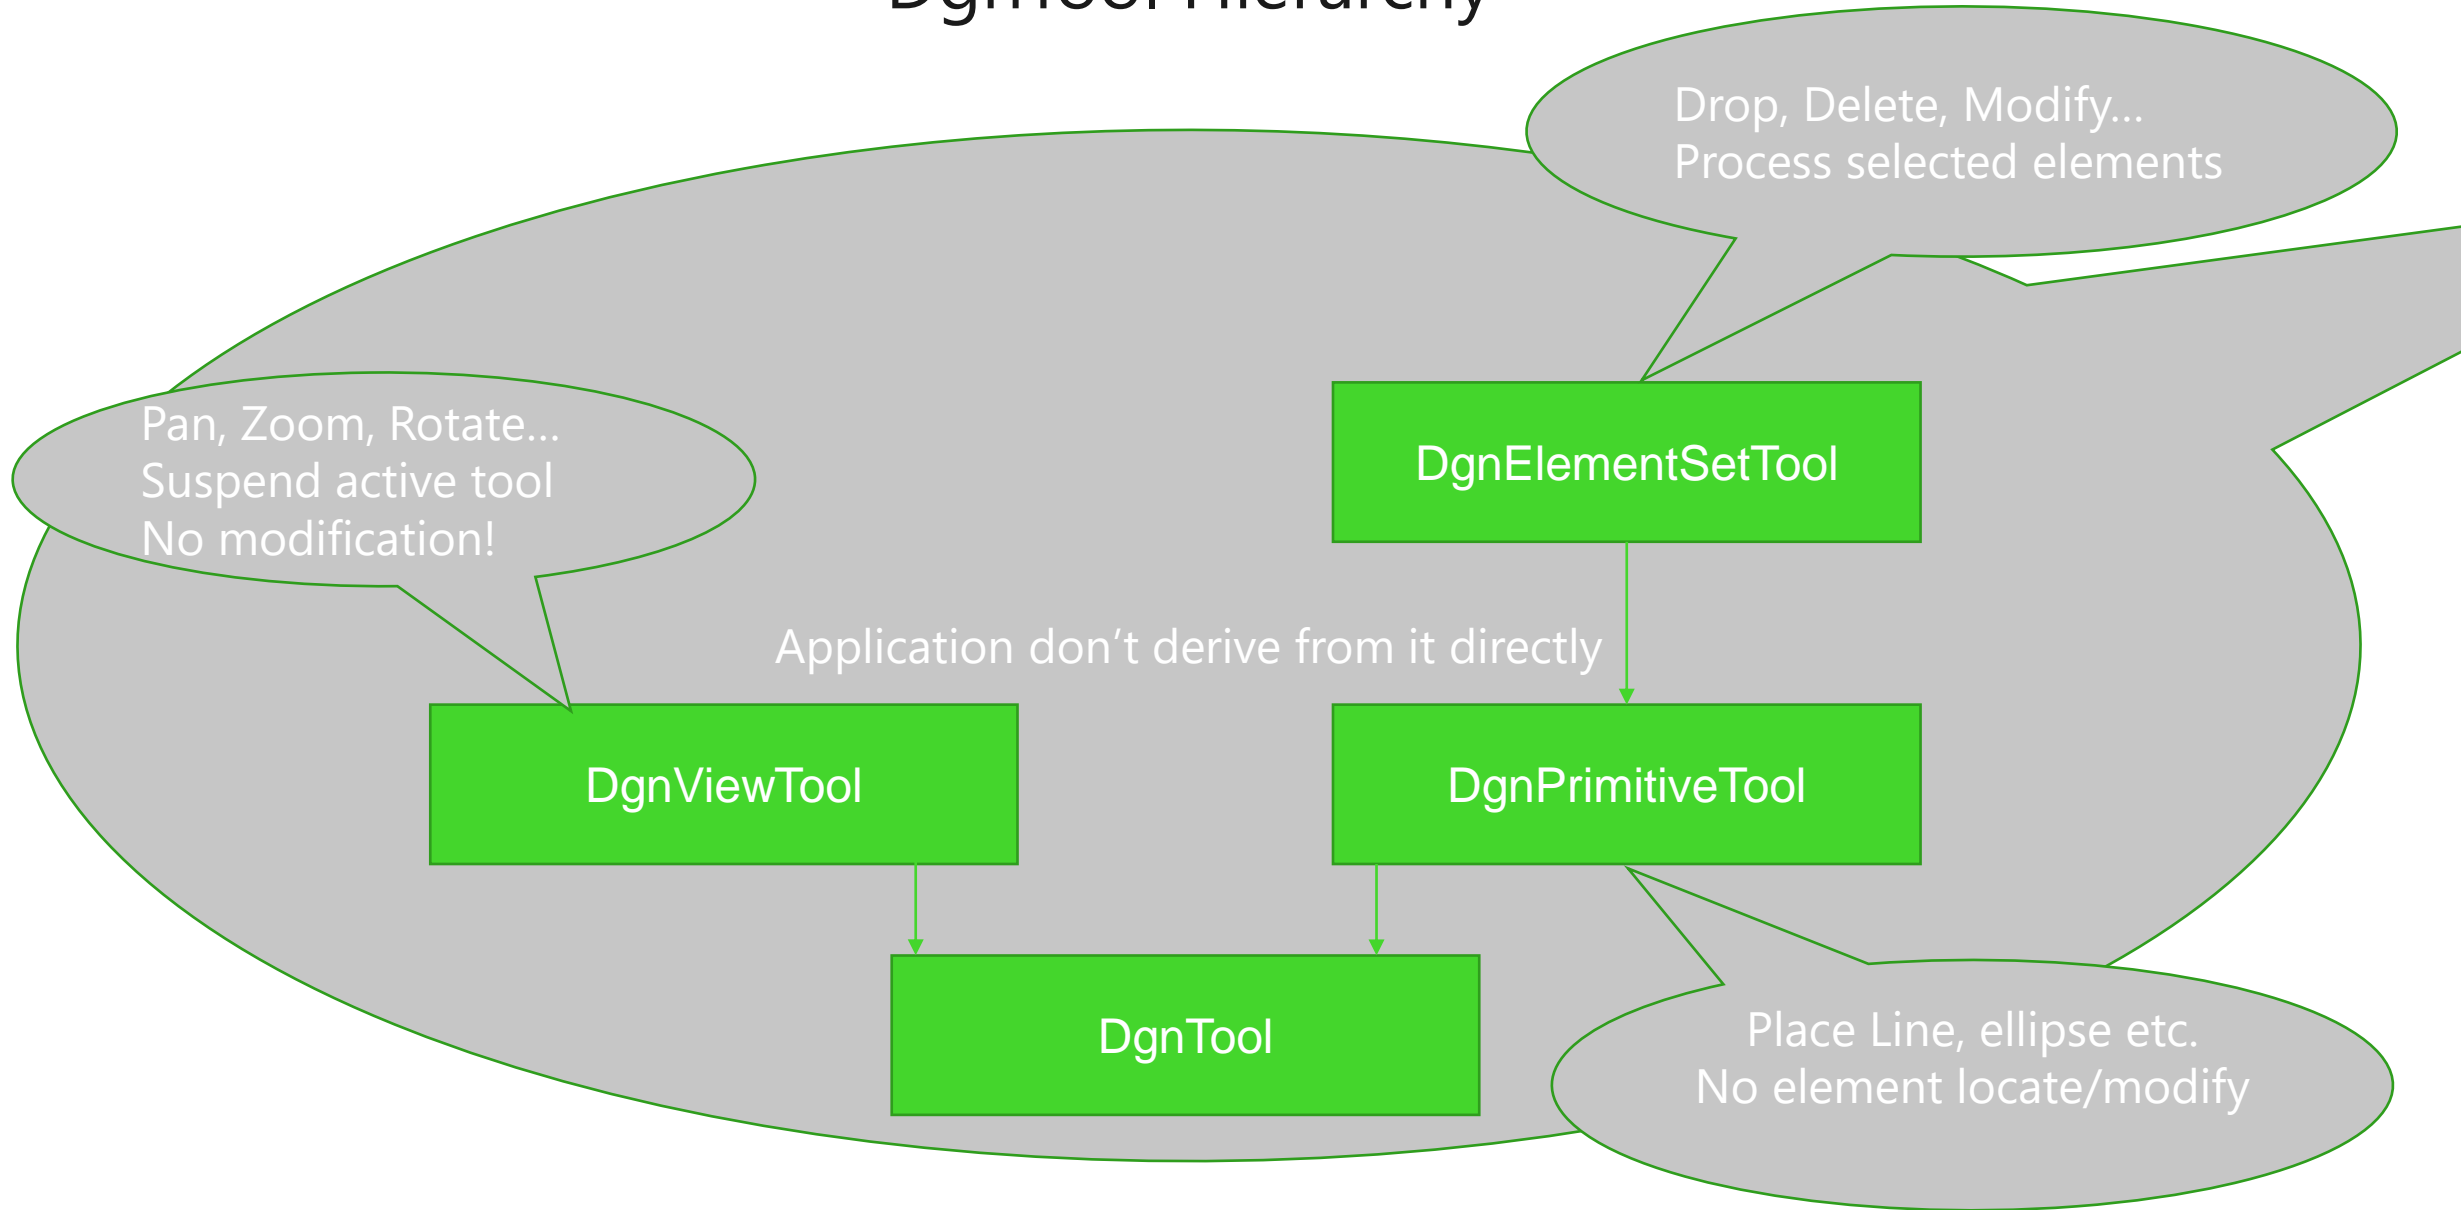 Drop, Delete, Modify...
Process selected elements
Pan, Zoom, Rotate...
Suspend active tool
No modification!
DgnElementSetTool
Application don’t derive from it directly
DgnViewTool
DgnPrimitiveTool
DgnTool
Place Line, ellipse etc.
No element locate/modify